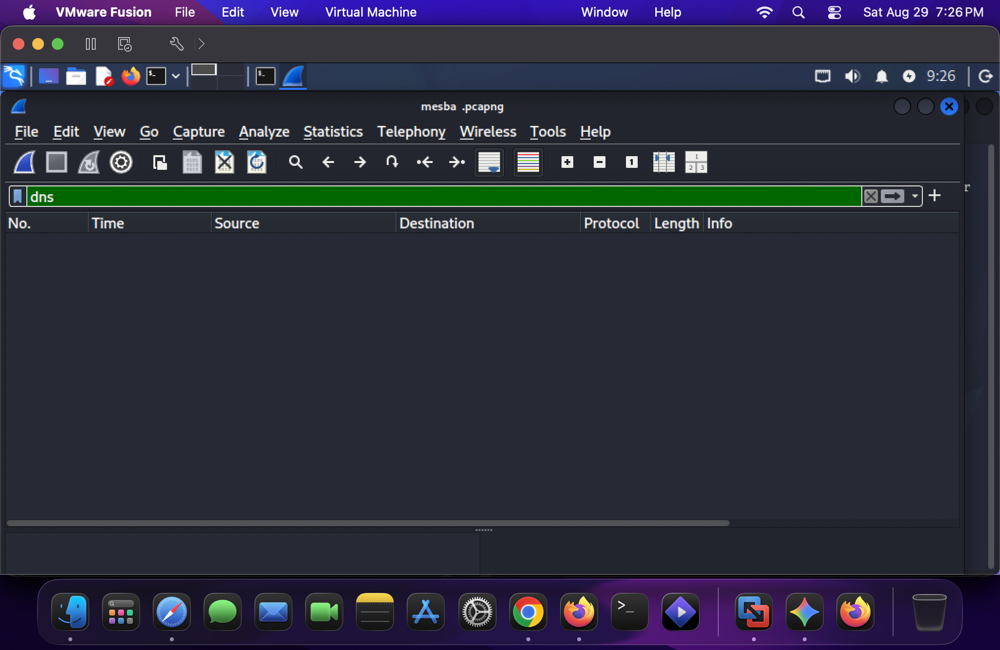 VMware Fusion File Edit View Virtual Machine Window Help Sat Aug 29 7:26 PM
9:26
mesba .pcapng
File Edit View Go Capture Analyze Statistics Telephony Wireless Tools Help
dns
r
No. Time Source Destination Protocol Length Info